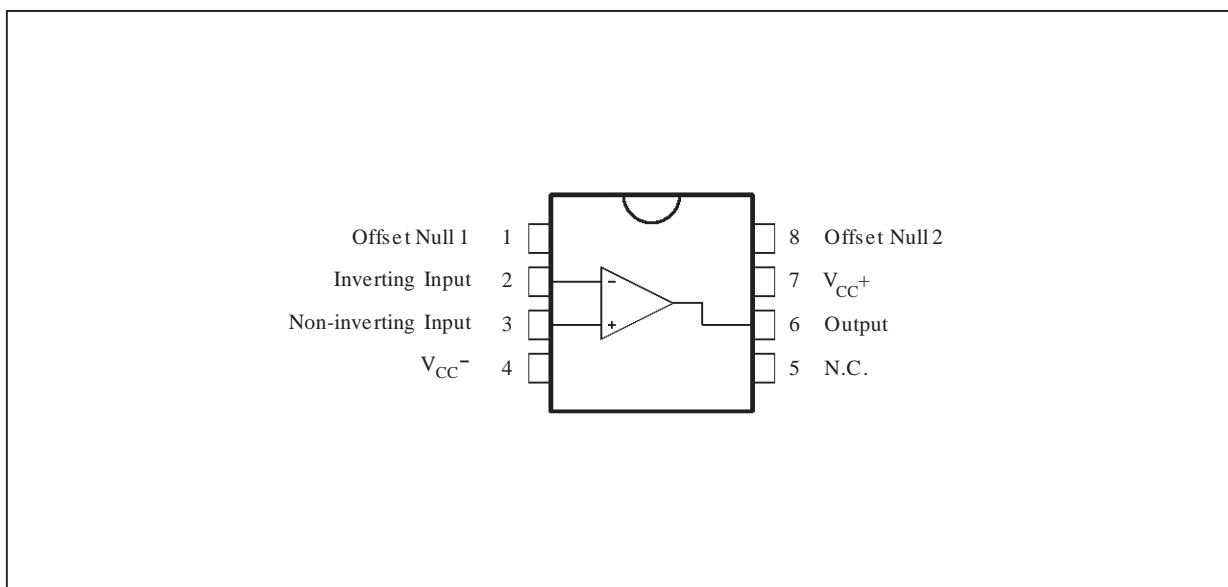 Offset Null 1 1
Inverting Input 2
Non-inverting Input 3
VCC− 4
−
+
8 Offset Null 2
7 VCC+
6 Output
5 N.C.